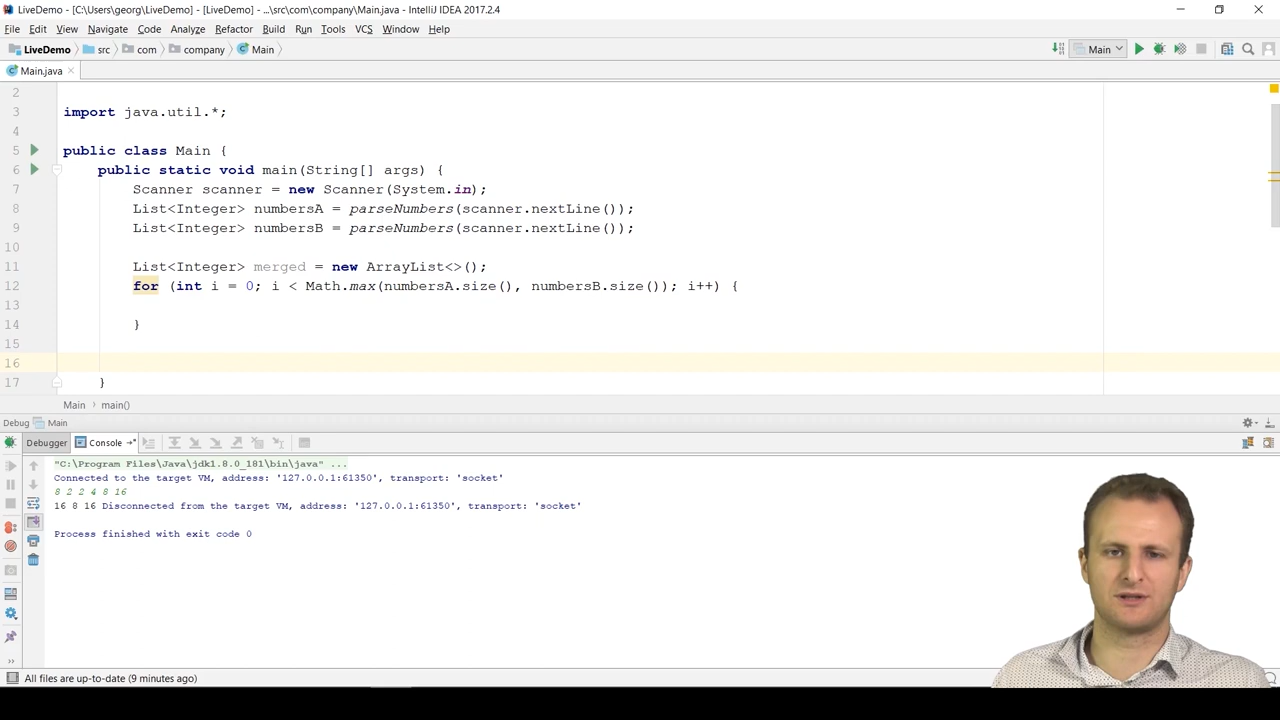 LiveDemo - [C:\Users\georg\LiveDemo] - [LiveDemo] - ...\src\com\company\Main.java - IntelliJ IDEA 2017.2.4
File Edit View Navigate Code Analyze Refactor Build Run Tools VCS Window Help
LiveDemo src com company Main Main
Main.java
2
3 import java.util.*;
4
5 public class Main {
6 public static void main(String[] args) {
7 Scanner scanner = new Scanner(System.in);
8 List<Integer> numbersA = parseNumbers(scanner.nextLine());
9 List<Integer> numbersB = parseNumbers(scanner.nextLine());
10
11 List<Integer> merged = new ArrayList<>();
12 for (int i = 0; i < Math.max(numbersA.size(), numbersB.size()); i++) {
13
14 }
15
16
17 }
Main main()
Debug Main
Debugger Console
"C:\Program Files\Java\jdk1.8.0_181\bin\java" ...
Connected to the target VM, address: '127.0.0.1:61350', transport: 'socket'
8 2 2 4 8 16
16 8 16 Disconnected from the target VM, address: '127.0.0.1:61350', transport: 'socket'
Process finished with exit code 0
All files are up-to-date (9 minutes ago)